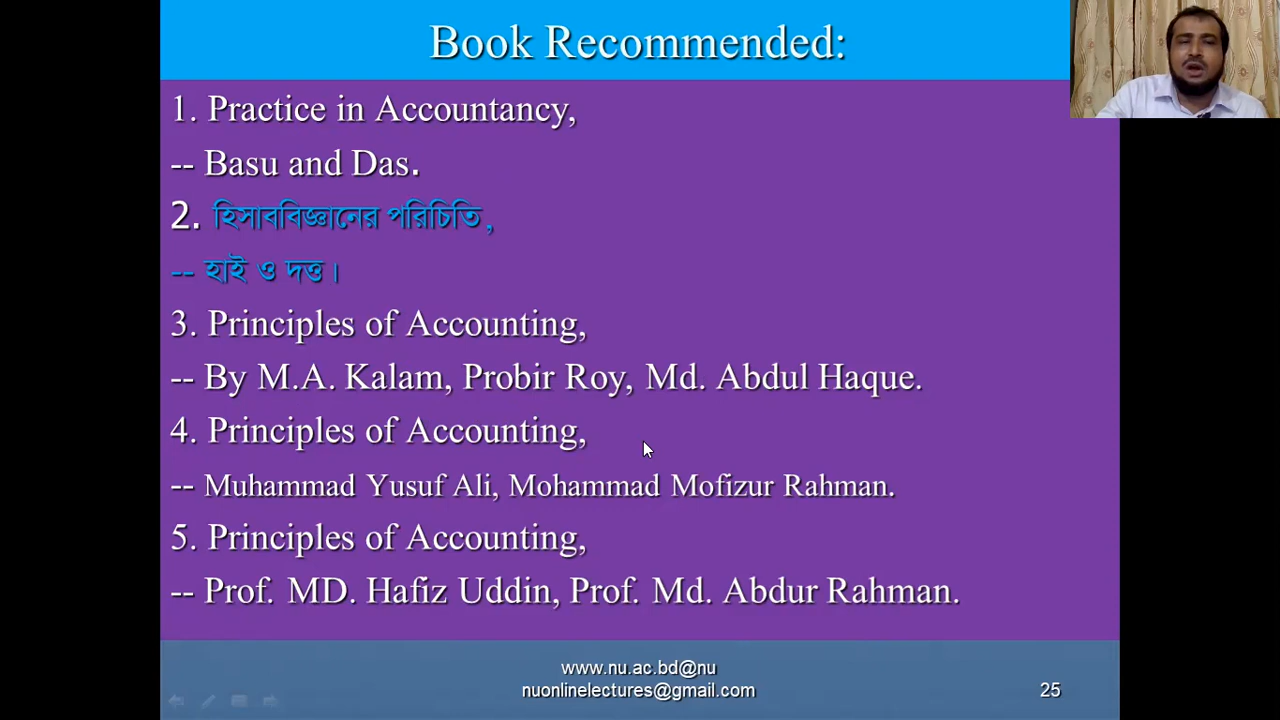 Book Recommended:
1. Practice in Accountancy,
-- Basu and Das.
2. হিসাববিজ্ঞানের পরিচিতি,
-- হাই ও দত্ত।
3. Principles of Accounting,
-- By M.A. Kalam, Probir Roy, Md. Abdul Haque.
4. Principles of Accounting,
-- Muhammad Yusuf Ali, Mohammad Mofizur Rahman.
5. Principles of Accounting,
-- Prof. MD. Hafiz Uddin, Prof. Md. Abdur Rahman.
www.nu.ac.bd@nu
nuonlinelectures@gmail.com
25